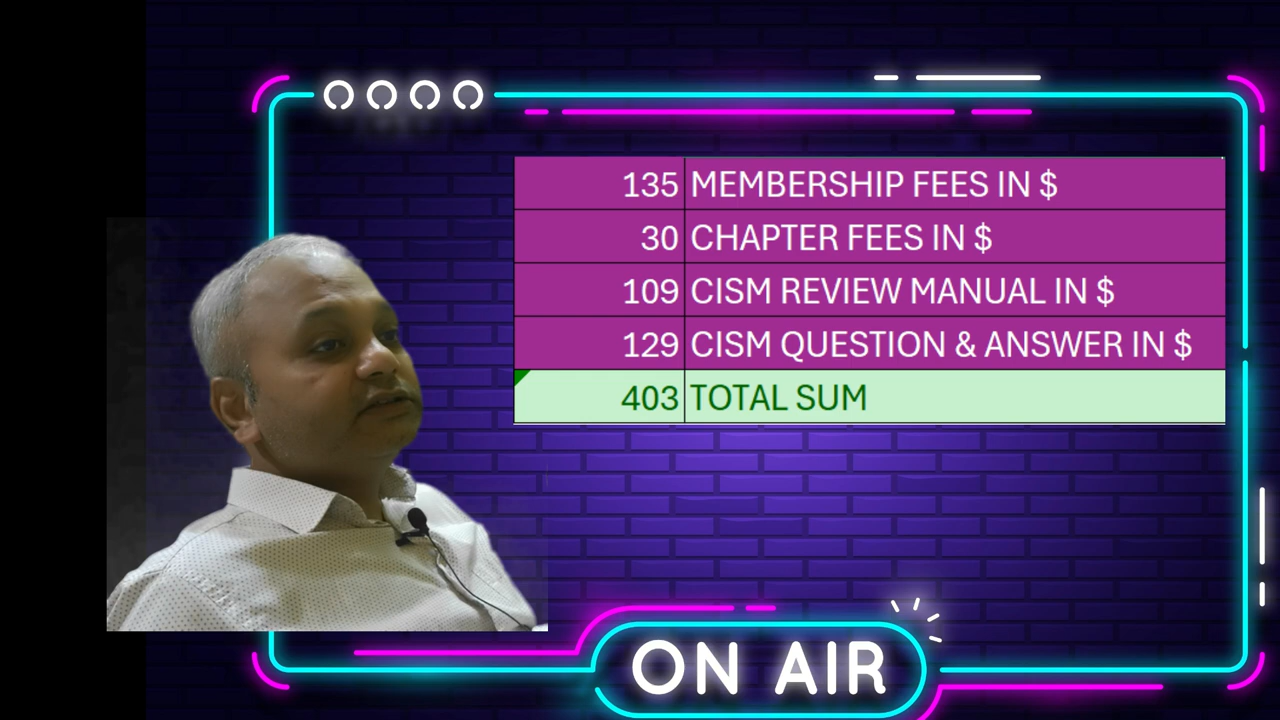 135 MEMBERSHIP FEES IN $
30 CHAPTER FEES IN $
109 CISM REVIEW MANUAL IN $
129 CISM QUESTION & ANSWER IN $
403 TOTAL SUM
ON AIR